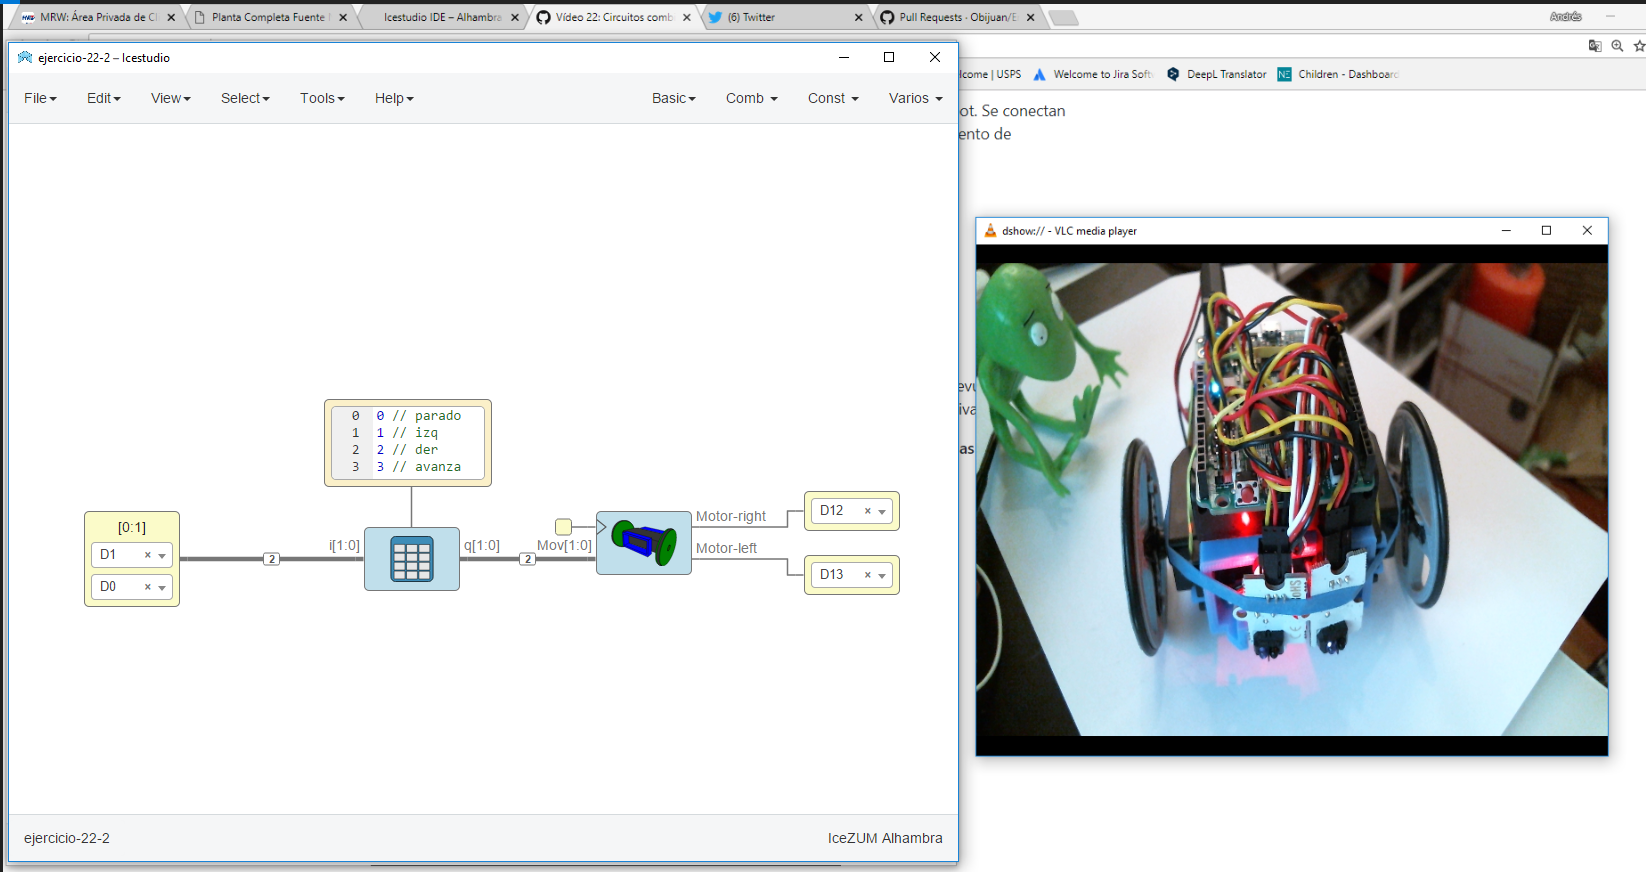 MRW: Área Privada de Cl
Planta Completa Fuente
Icestudio IDE – Alhambra
Vídeo 22: Circuitos comb
(6) Twitter
Pull Requests · Obijuan/E
Andrés
ejercicio-22-2 – Icestudio
lcome | USPS
Welcome to Jira Soft
DeepL Translator
NE
Children - Dashboard
File
Edit
View
Select
Tools
Help
Basic
Comb
Const
Varios
ot. Se conectan
ento de
dshow:// - VLC media player
evu
iva
as
0 0 // parado
1 1 // izq
2 2 // der
3 3 // avanza
[0:1]
D1
D0
2
i[1:0]
q[1:0]
2
Mov[1:0]
Motor-right
Motor-left
D12
D13
ejercicio-22-2
IceZUM Alhambra